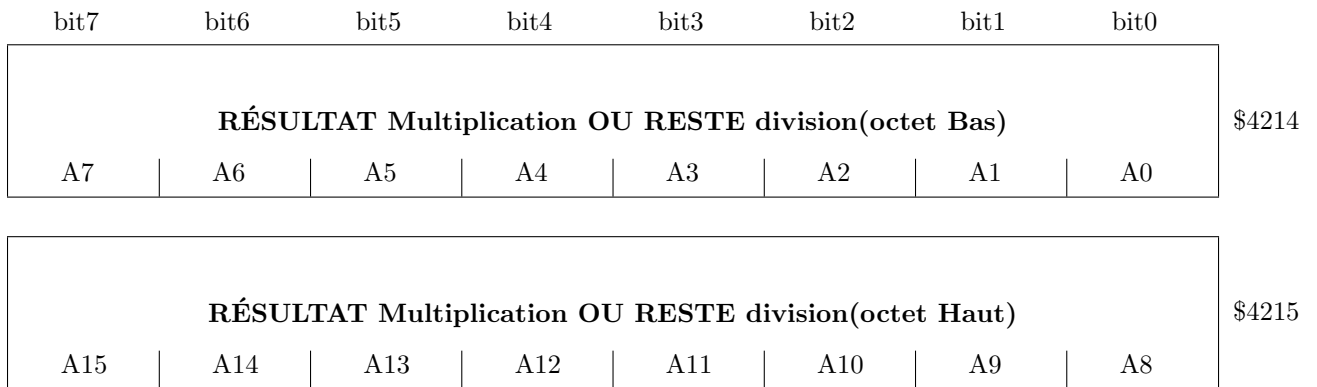 bit7 bit6 bit5 bit4 bit3 bit2 bit1 bit0
RÉSULTAT Multiplication OU RESTE division(octet Bas) $4214
A7 A6 A5 A4 A3 A2 A1 A0
RÉSULTAT Multiplication OU RESTE division(octet Haut) $4215
A15 A14 A13 A12 A11 A10 A9 A8